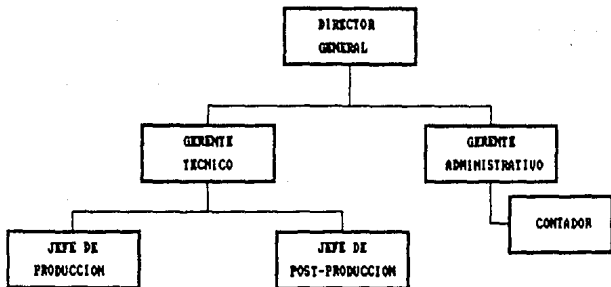 DIRECTOR
GENERAL
GERENTE
TECNICO
GERENTE
ADMINISTRATIVO
CONTADOR
JEFE DE
PRODUCCION
JEFE DE
POST-PRODUCCION